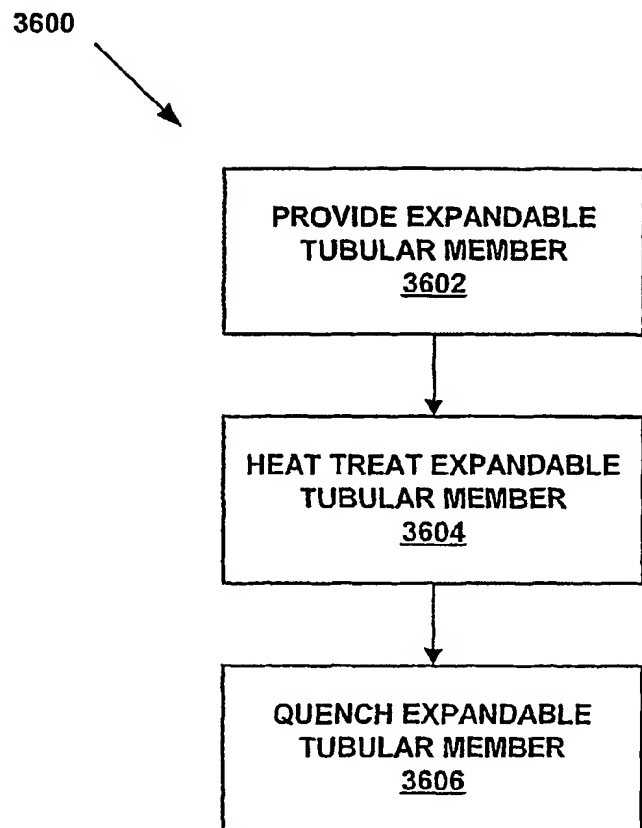 3600
PROVIDE EXPANDABLE
TUBULAR MEMBER
3602
HEAT TREAT EXPANDABLE
TUBULAR MEMBER
3604
QUENCH EXPANDABLE
TUBULAR MEMBER
3606